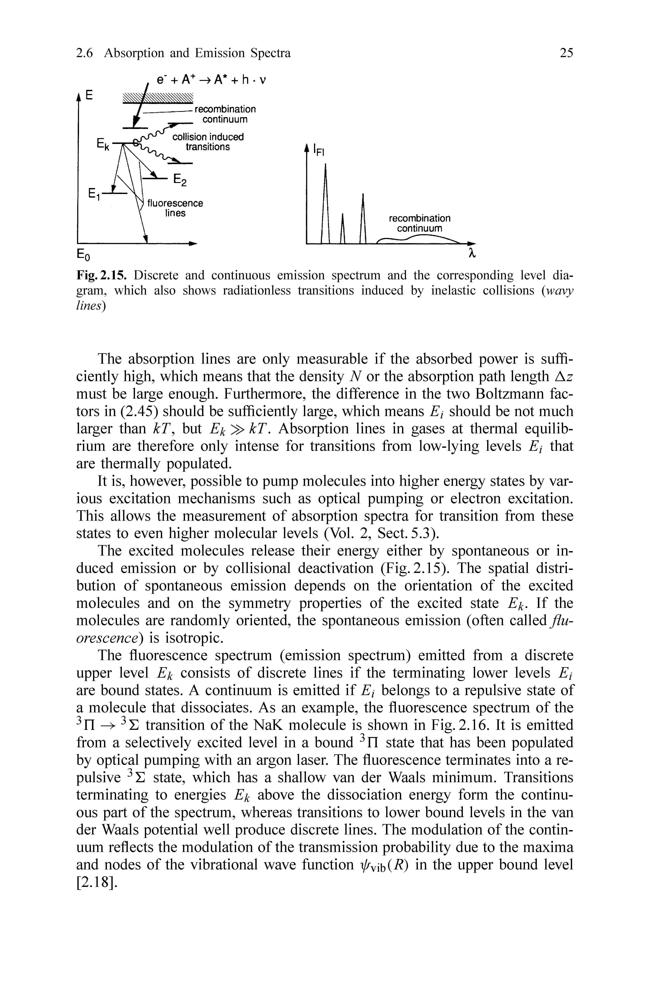 2.6 Absorption and Emission Spectra 25
e⁻ + A⁺ → A* + h · ν
E
recombination
continuum
collision induced
transitions
Eₖ
E₂
E₁
fluorescence
lines
E₀
I_Fl
recombination
continuum
λ
Fig. 2.15. Discrete and continuous emission spectrum and the corresponding level dia-
gram, which also shows radiationless transitions induced by inelastic collisions (wavy
lines)
The absorption lines are only measurable if the absorbed power is suffi-
ciently high, which means that the density N or the absorption path length Δz
must be large enough. Furthermore, the difference in the two Boltzmann fac-
tors in (2.45) should be sufficiently large, which means Eᵢ should be not much
larger than kT, but Eₖ ≫ kT. Absorption lines in gases at thermal equilib-
rium are therefore only intense for transitions from low-lying levels Eᵢ that
are thermally populated.
It is, however, possible to pump molecules into higher energy states by var-
ious excitation mechanisms such as optical pumping or electron excitation.
This allows the measurement of absorption spectra for transition from these
states to even higher molecular levels (Vol. 2, Sect. 5.3).
The excited molecules release their energy either by spontaneous or in-
duced emission or by collisional deactivation (Fig. 2.15). The spatial distri-
bution of spontaneous emission depends on the orientation of the excited
molecules and on the symmetry properties of the excited state Eₖ. If the
molecules are randomly oriented, the spontaneous emission (often called flu-
orescence) is isotropic.
The fluorescence spectrum (emission spectrum) emitted from a discrete
upper level Eₖ consists of discrete lines if the terminating lower levels Eᵢ
are bound states. A continuum is emitted if Eᵢ belongs to a repulsive state of
a molecule that dissociates. As an example, the fluorescence spectrum of the
³Π → ³Σ transition of the NaK molecule is shown in Fig. 2.16. It is emitted
from a selectively excited level in a bound ³Π state that has been populated
by optical pumping with an argon laser. The fluorescence terminates into a re-
pulsive ³Σ state, which has a shallow van der Waals minimum. Transitions
terminating to energies Eₖ above the dissociation energy form the continu-
ous part of the spectrum, whereas transitions to lower bound levels in the van
der Waals potential well produce discrete lines. The modulation of the contin-
uum reflects the modulation of the transmission probability due to the maxima
and nodes of the vibrational wave function ψ_vib(R) in the upper bound level
[2.18].